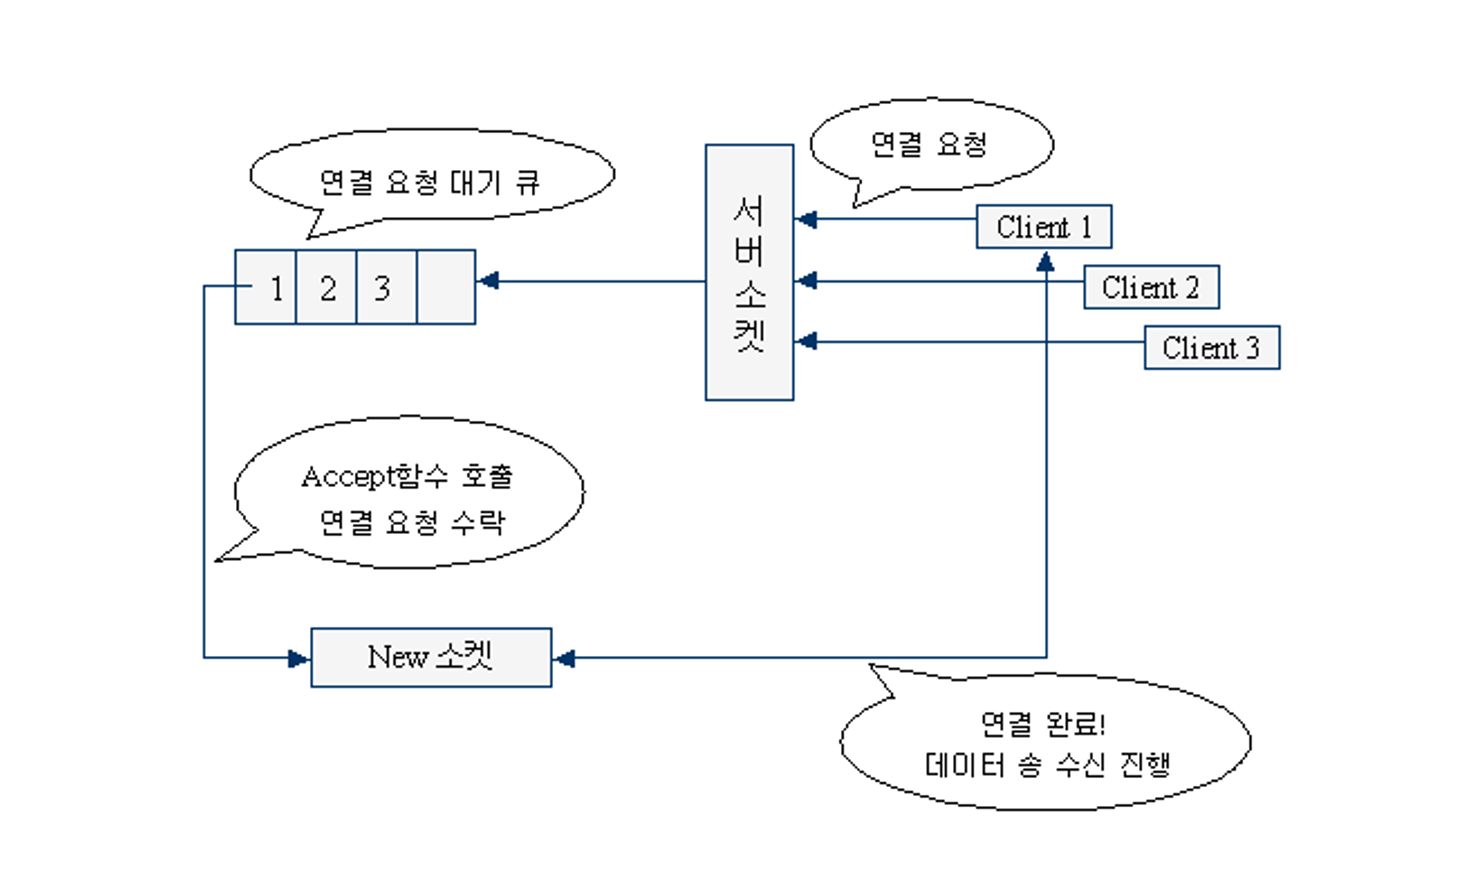 연결 요청
연결 요청 대기 큐
서
버
소
켓
Client 1
Client 2
Client 3
1 2 3
Accept함수 호출
연결 요청 수락
New 소켓
연결 완료!
데이터 송 수신 진행